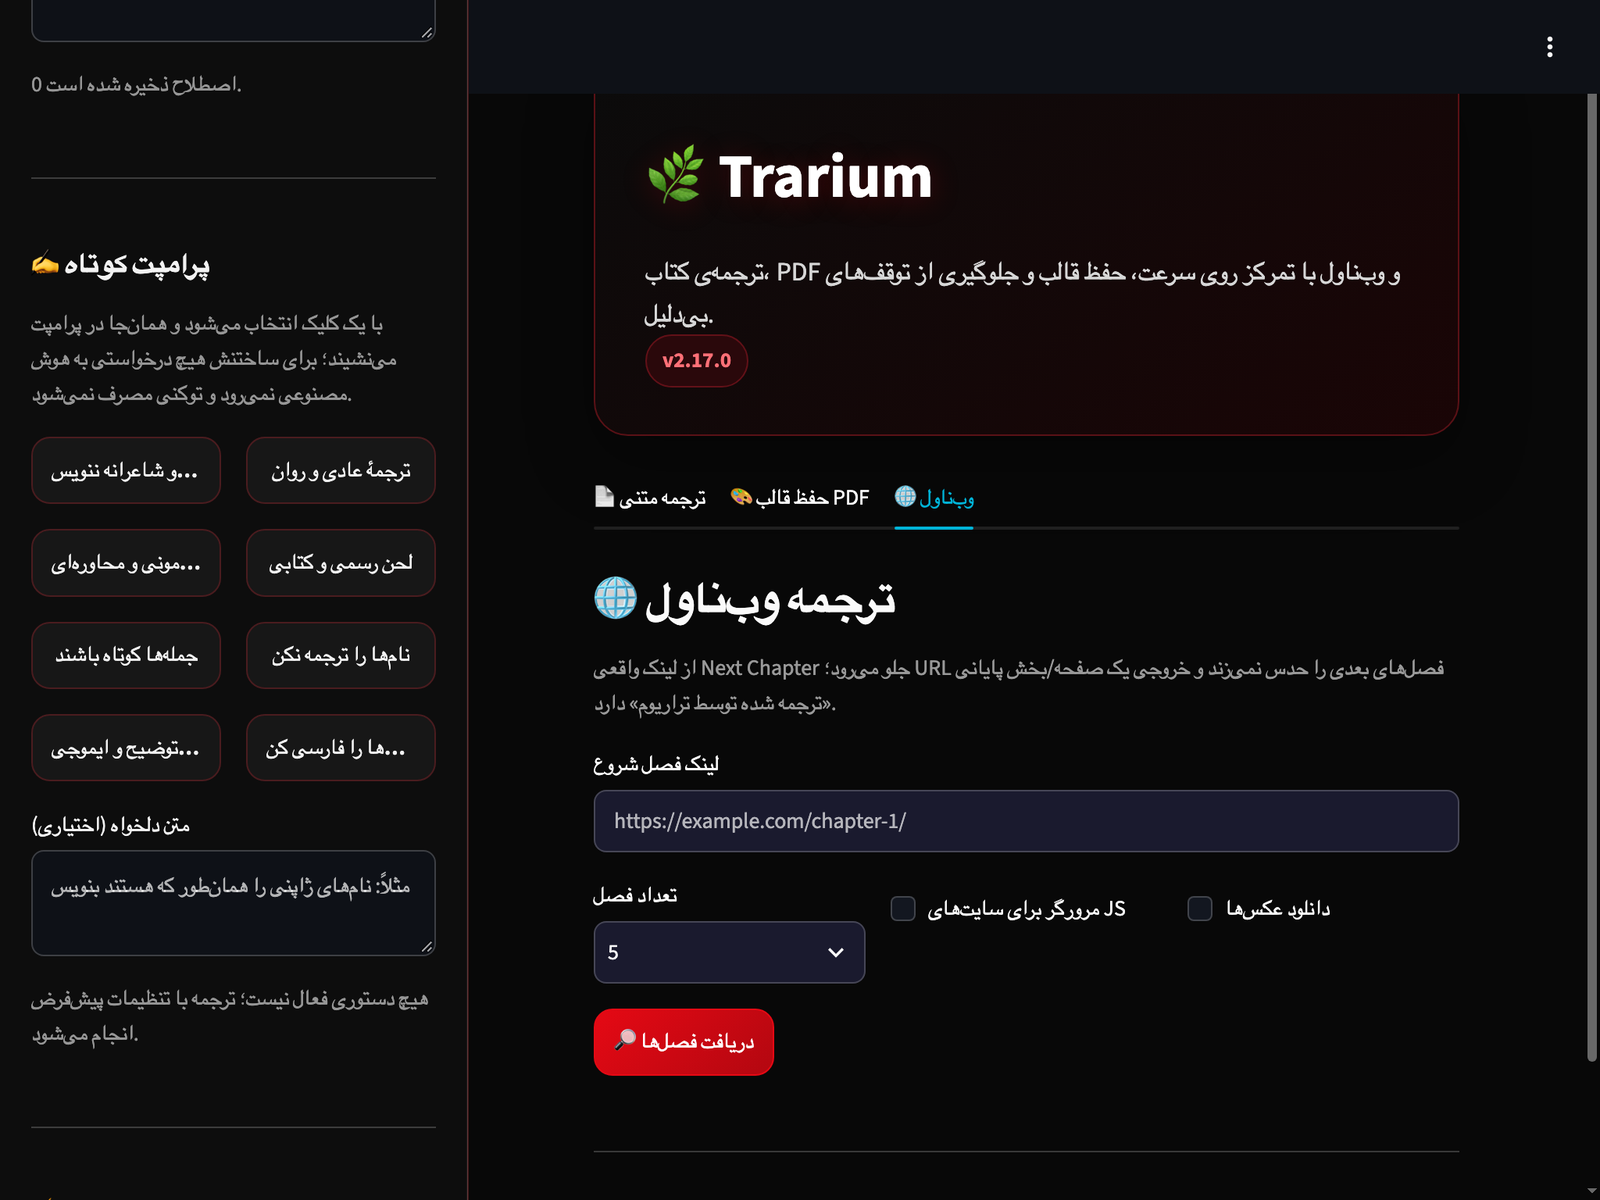 0 اصطلاح ذخیره شده است.
✍️ پرامپت کوتاه
با یک کلیک انتخاب می‌شود و همان‌جا در پرامپت
می‌نشیند؛ برای ساختنش هیچ درخواستی به هوش
مصنوعی نمی‌رود و توکنی مصرف نمی‌شود.
...و شاعرانه ننویس
ترجمهٔ عادی و روان
...مونی و محاوره‌ای
لحن رسمی و کتابی
جمله‌ها کوتاه باشند
نام‌ها را ترجمه نکن
...توضیح و ایموجی
...ها را فارسی کن
متن دلخواه (اختیاری)
مثلاً: نام‌های ژاپنی را همان‌طور که هستند بنویس
هیچ دستوری فعال نیست؛ ترجمه با تنظیمات پیش‌فرض
انجام می‌شود.
🌿 Trarium
ترجمه‌ی کتاب، PDF و وب‌ناول با تمرکز روی سرعت، حفظ قالب و جلوگیری از توقف‌های
بی‌دلیل.
v2.17.0
📄 ترجمه متنی
🎨 حفظ قالب PDF
🌐 وب‌ناول
🌐 ترجمه وب‌ناول
از لینک واقعی Next Chapter جلو می‌رود؛ URL فصل‌های بعدی را حدس نمی‌زند و خروجی یک صفحه/بخش پایانی
«ترجمه شده توسط تراریوم» دارد.
لینک فصل شروع
https://example.com/chapter-1/
تعداد فصل
5
مرورگر برای سایت‌های JS
دانلود عکس‌ها
🔎 دریافت فصل‌ها